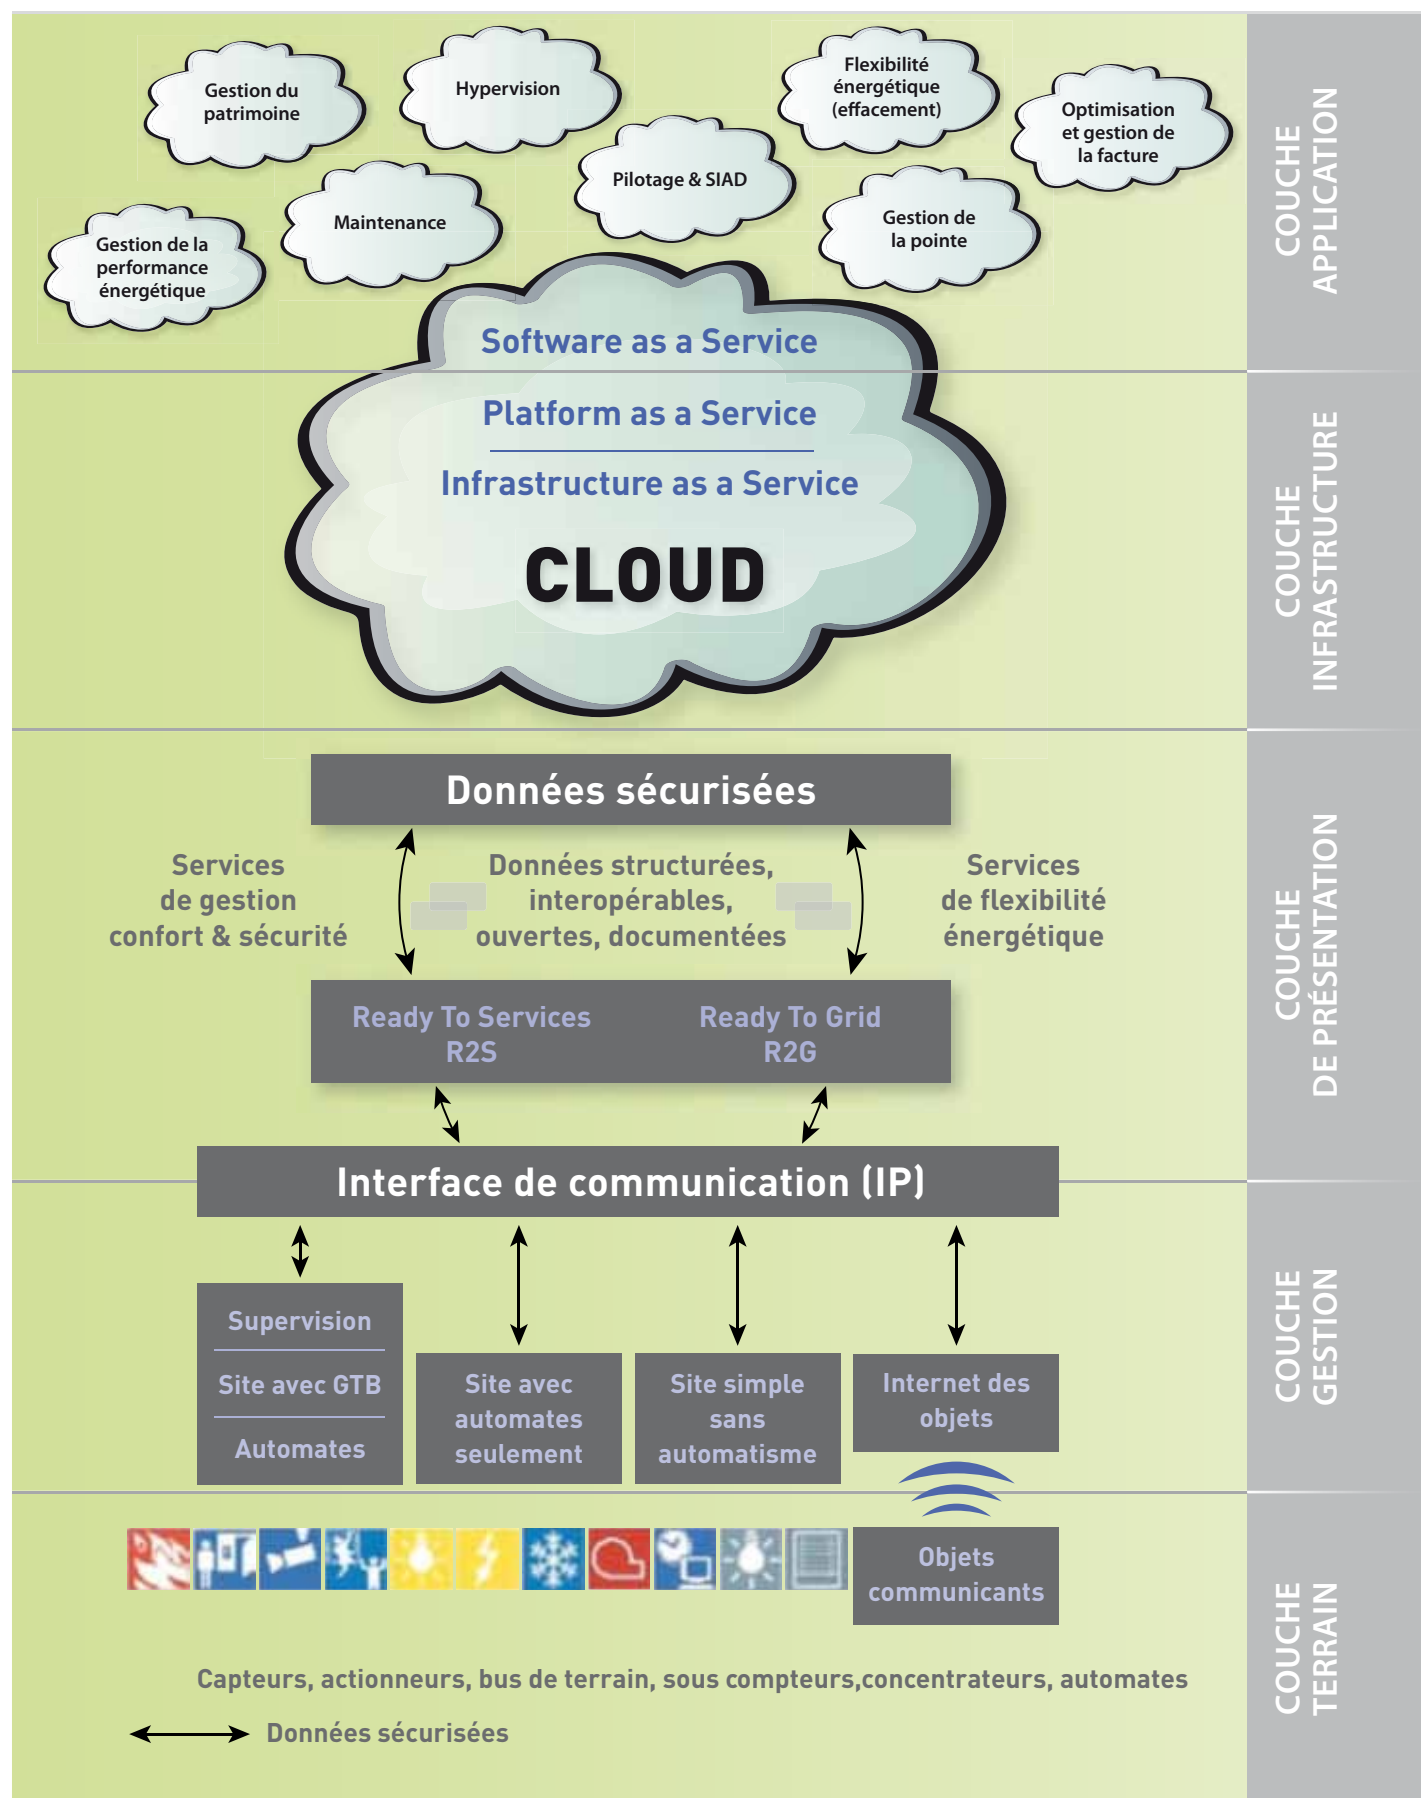 Gestion du
patrimoine
Hypervision
Flexibilité
énergétique
(effacement)
Optimisation
et gestion de
la facture
Pilotage & SIAD
Maintenance
Gestion de
la pointe
Gestion de la
performance
énergétique
COUCHE
APPLICATION
Software as a Service
Platform as a Service
Infrastructure as a Service
CLOUD
COUCHE
INFRASTRUCTURE
Données sécurisées
Services
de gestion
confort & sécurité
Données structurées,
interopérables,
ouvertes, documentées
Services
de flexibilité
énergétique
Ready To Services
R2S
Ready To Grid
R2G
COUCHE
DE PRÉSENTATION
Interface de communication (IP)
Supervision
Site avec GTB
Automates
Site avec
automates
seulement
Site simple
sans
automatisme
Internet des
objets
COUCHE
GESTION
Objets
communicants
Capteurs, actionneurs, bus de terrain, sous compteurs,concentrateurs, automates
Données sécurisées
COUCHE
TERRAIN